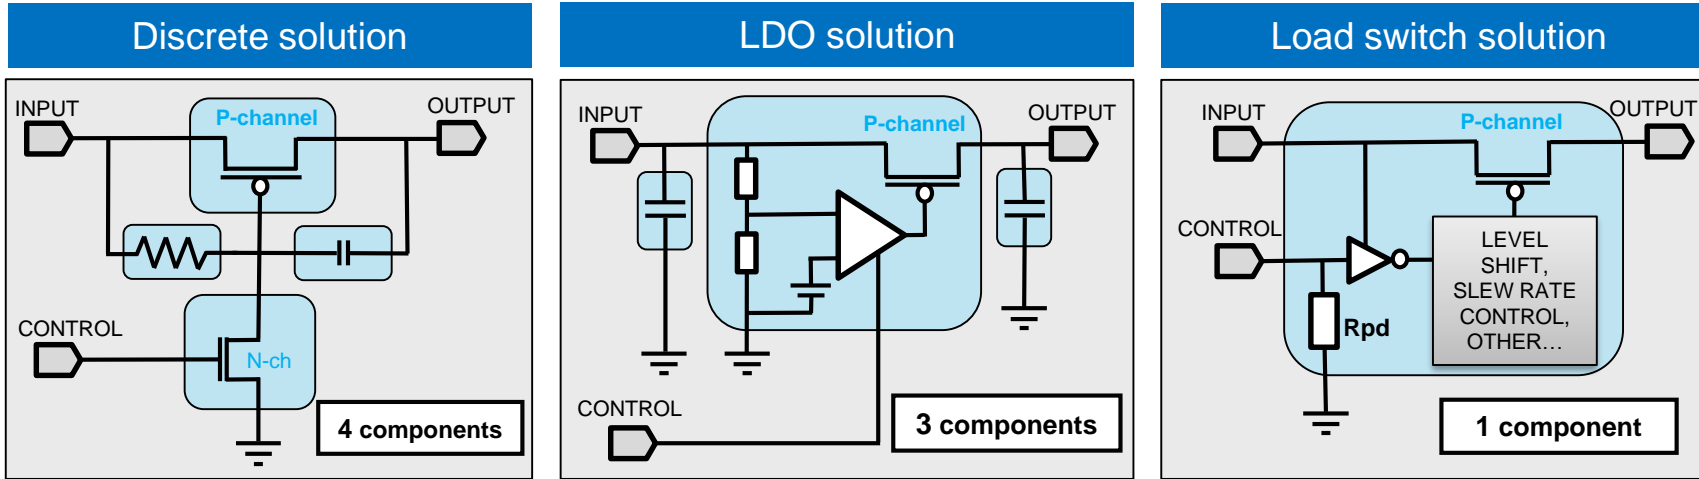 Discrete solution
INPUT
P-channel
OUTPUT
CONTROL
N-ch
4 components
LDO solution
INPUT
P-channel
OUTPUT
CONTROL
3 components
Load switch solution
INPUT
P-channel
OUTPUT
CONTROL
Rpd
LEVEL
SHIFT,
SLEW RATE
CONTROL,
OTHER…
1 component